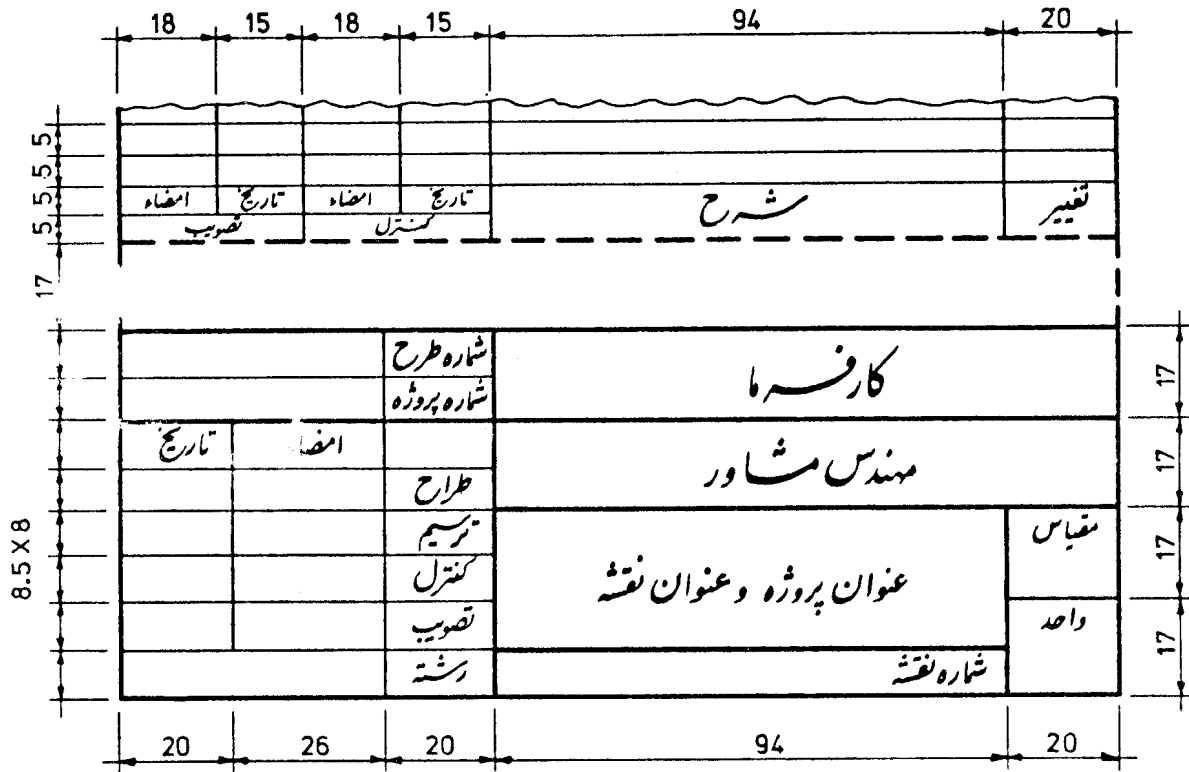 20 94 15 18 15 18
5
5
تغییر شرح تاریخ امضاء تاریخ امضاء
5
کنترل تصویب
5
17
کارفرما شماره طرح
17
شماره پروژه
مهندس مشاور امضا تاریخ
17
طراح
مقیاس ترسیم
17
عنوان پروژه و عنوان نقشه کنترل
8.5X8
واحد تصویب
17
شماره نقشه رشته
20 94 20 26 20